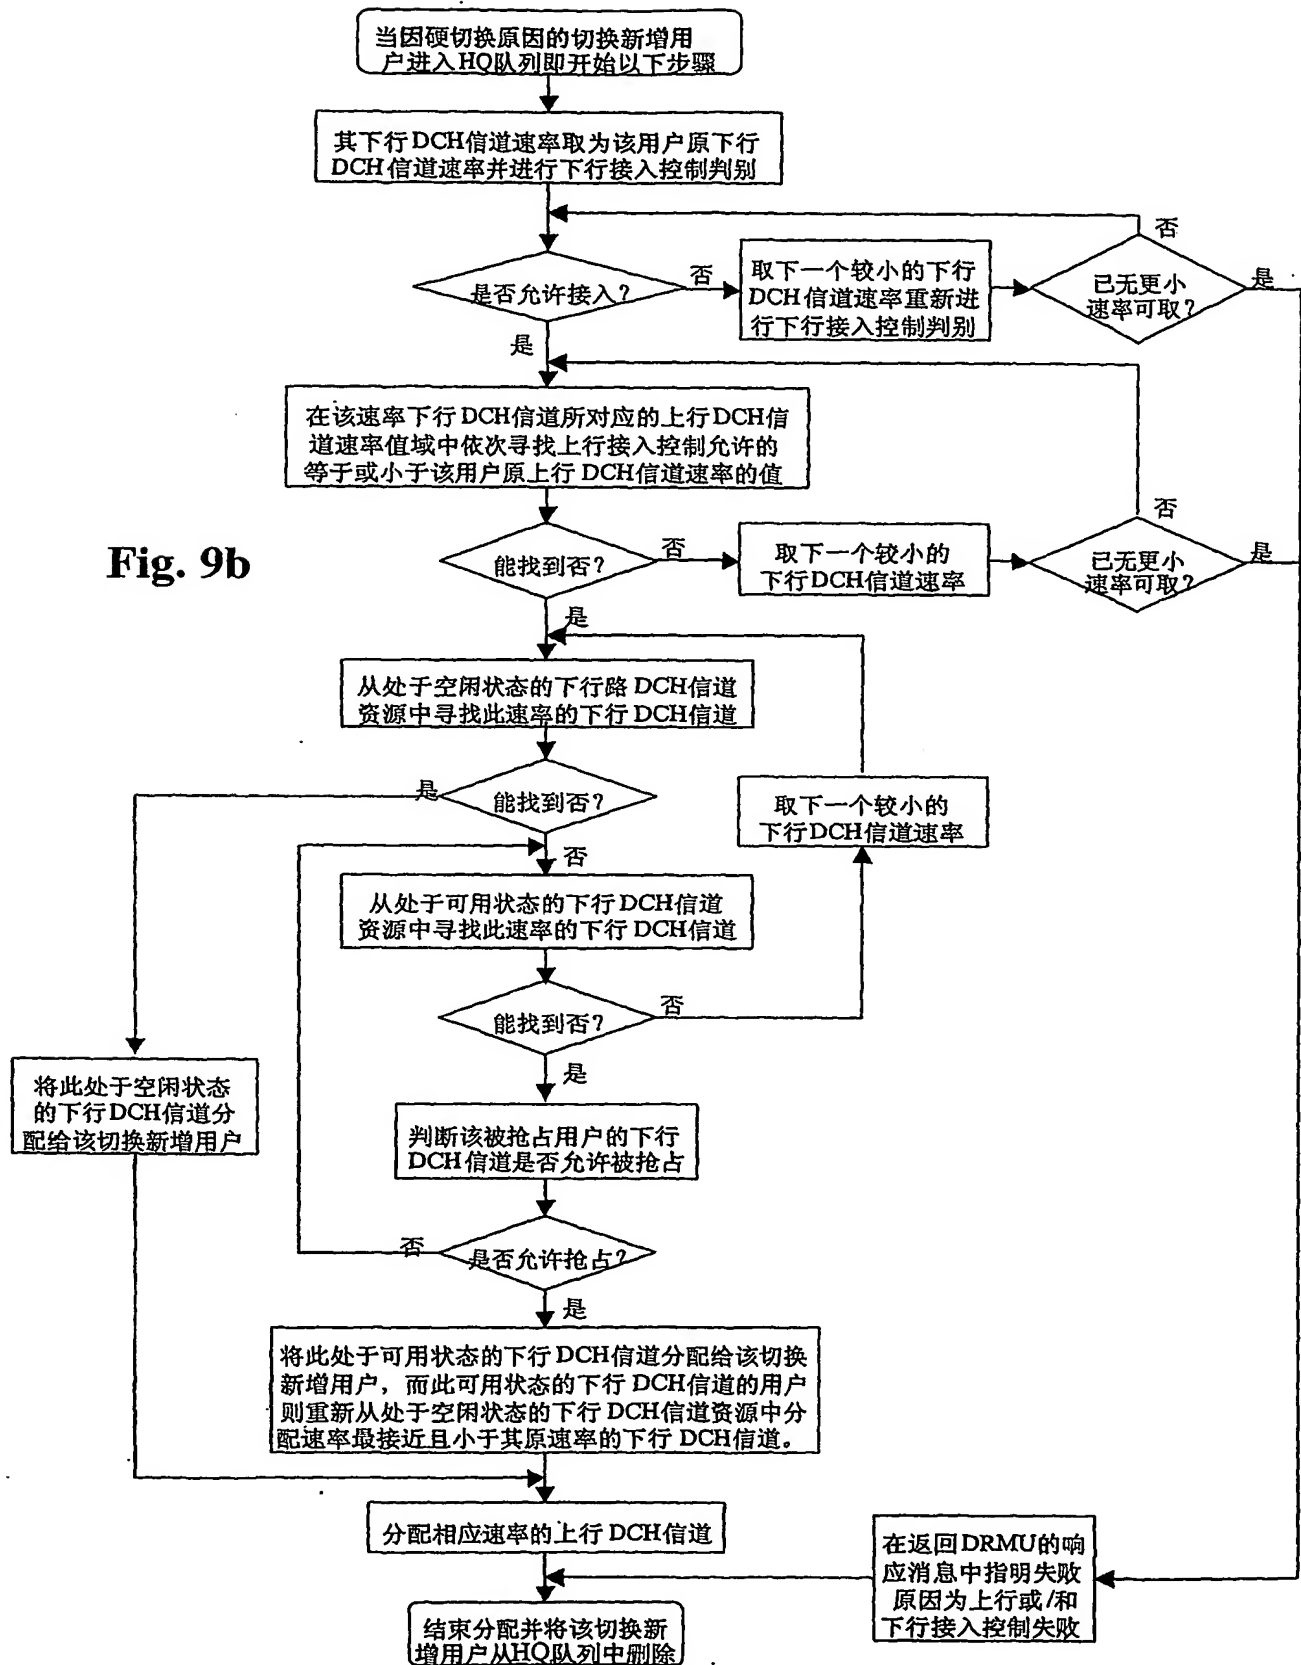 当因硬切换原因的切换新增用
户进入HQ队列即开始以下步骤
其下行DCH信道速率取为该用户原下行
DCH信道速率并进行下行接入控制判别
是否允许接入？
否
取下一个较小的下行
DCH信道速率重新进
行下行接入控制判别
已无更小
速率可取？
否
是
是
在该速率下行DCH信道所对应的上行DCH信
道速率值域中依次寻找上行接入控制允许的
等于或小于该用户原上行DCH信道速率的值
Fig. 9b
能找到否？
否
取下一个较小的
下行DCH信道速率
已无更小
速率可取？
否
是
是
从处于空闲状态的下行路DCH信道
资源中寻找此速率的下行DCH信道
能找到否？
是
否
取下一个较小的
下行DCH信道速率
从处于可用状态的下行DCH信道
资源中寻找此速率的下行DCH信道
能找到否？
否
是
将此处于空闲状态
的下行DCH信道分
配给该切换新增用户
判断该被抢占用户的下行
DCH信道是否允许被抢占
是否允许抢占？
否
是
将此处于可用状态的下行DCH信道分配给该切换
新增用户，而此可用状态的下行DCH信道的用户
则重新从处于空闲状态的下行DCH信道资源中分
配速率最接近且小于其原速率的下行DCH信道。
分配相应速率的上行DCH信道
在返回DRMU的响
应消息中指明失败
原因为上行或/和
下行接入控制失败
结束分配并将该切换新
增用户从HQ队列中删除